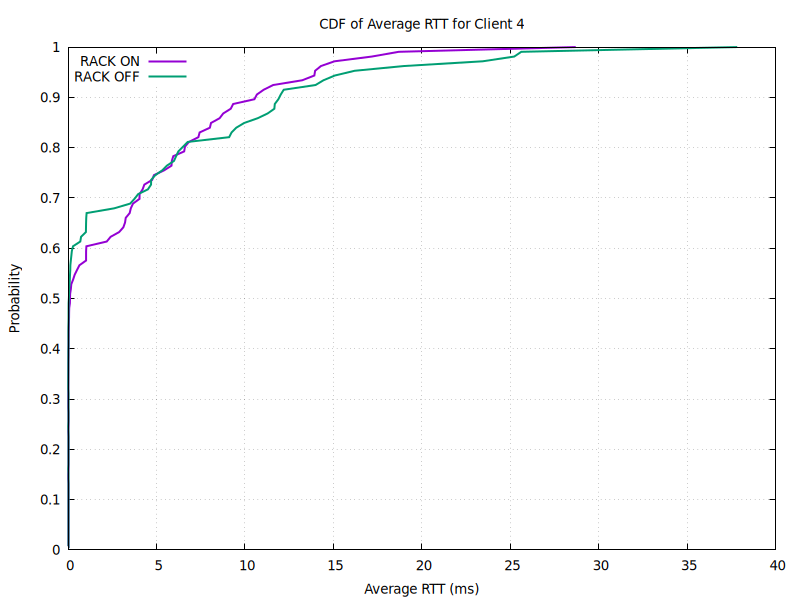 CDF of Average RTT for Client 4
RACK ON
RACK OFF
1
0.9
0.8
0.7
0.6
0.5
0.4
0.3
0.2
0.1
0
Probability
0 5 10 15 20 25 30 35 40
Average RTT (ms)